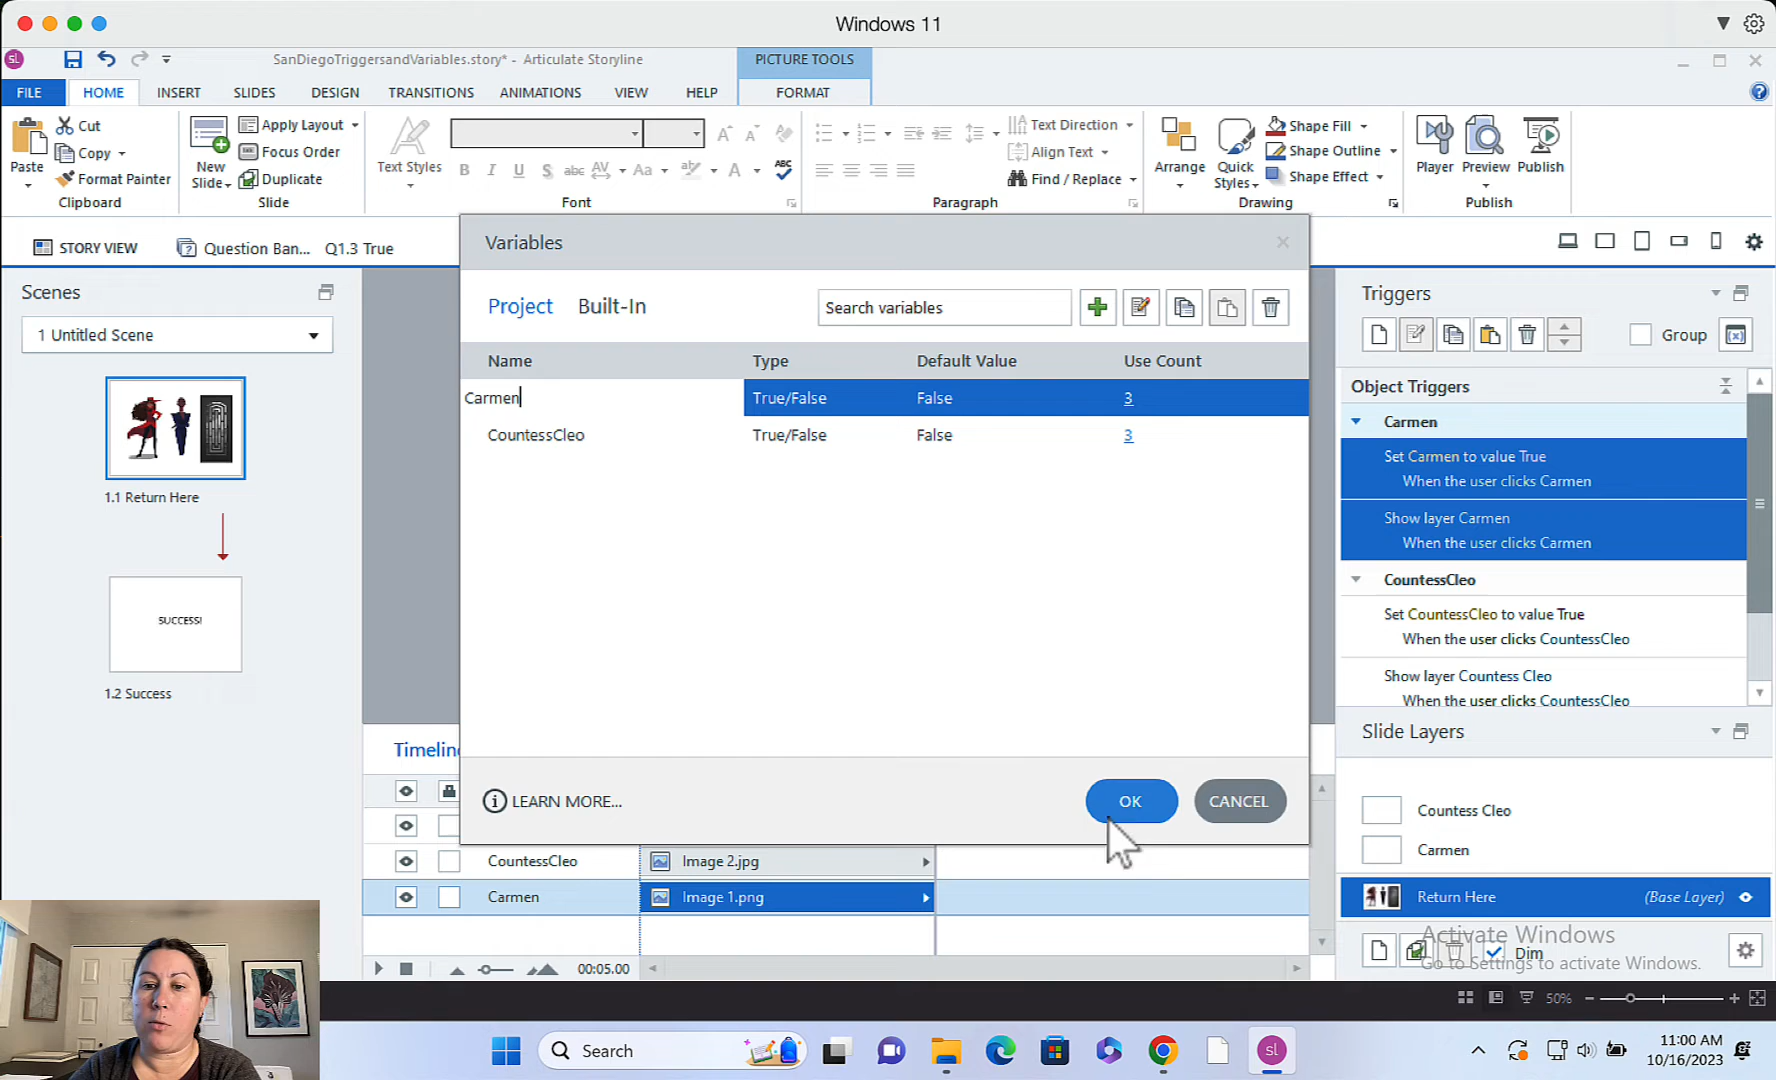 Windows 11
SanDiegoTriggersandVariables.story* - Articulate Storyline
PICTURE TOOLS
FILE HOME INSERT SLIDES DESIGN TRANSITIONS ANIMATIONS VIEW HELP FORMAT
Paste
Cut
Copy
Format Painter
Clipboard
New Slide
Apply Layout
Focus Order
Duplicate
Slide
Text Styles
B I U S abc AV Aa A ABC
Font
Text Direction
Align Text
Find / Replace
Paragraph
Arrange
Quick Styles
Shape Fill
Shape Outline
Shape Effect
Drawing
Player
Preview
Publish
Publish
STORY VIEW
Question Ban...
Q1.3 True
Scenes
1 Untitled Scene
1.1 Return Here
SUCCESS!
1.2 Success
Variables
Project Built-In
Search variables
Name Type Default Value Use Count
Carmen True/False False 3
CountessCleo True/False False 3
LEARN MORE...
OK
CANCEL
Timelin
CountessCleo Image 2.jpg
Carmen Image 1.png
00:05.00
Triggers
Group
(x)
Object Triggers
Carmen
Set Carmen to value True
When the user clicks Carmen
Show layer Carmen
When the user clicks Carmen
CountessCleo
Set CountessCleo to value True
When the user clicks CountessCleo
Show layer Countess Cleo
When the user clicks CountessCleo
Slide Layers
Countess Cleo
Carmen
Return Here (Base Layer)
Dim
Activate Windows
Go to Settings to activate Windows.
50%
Search
sl
11:00 AM
10/16/2023